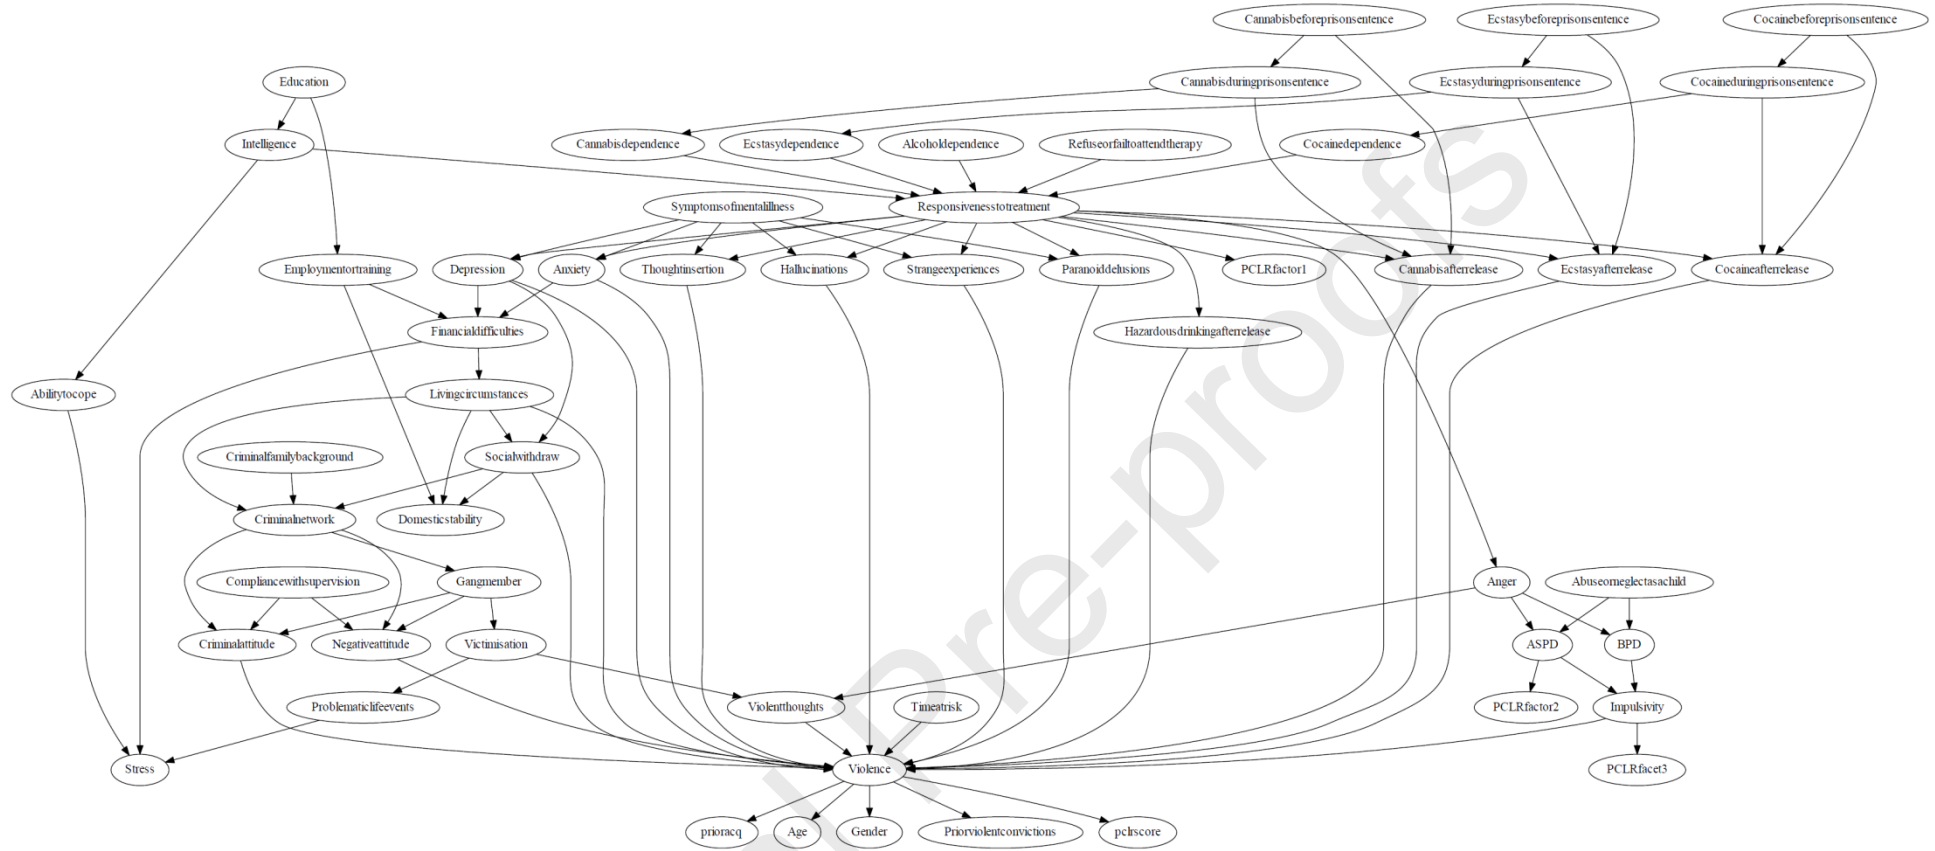 Cannabisbeforeprisonsentence Ecstasybeforeprisonsentence Cocainebeforeprisonsentence
Education Cannabisduringprisonsentence Ecstasyduringprisonsentence Cocaineduringprisonsentence
Intelligence Cannabisdependence Ecstasydependence Alcoholdependence Refuseorfailtoattendtherapy Cocainedependence
Symptomsofmentalillness Responsivenesstotreatment
Employmentortraining Depression Anxiety Thoughtinsertion Hallucinations Strangeexperiences Paranoiddelusions PCLRfactor1 Cannabisafterrelease Ecstasyafterrelease Cocaineafterrelease
Financialdifficulties Hazardousdrinkingafterrelease
Abilitytocope Livingcircumstances
Criminalfamilybackground Socialwithdraw
Criminalnetwork Domesticstability
Compliancewithsupervision Gangmember Anger Abuseorneglectasachild
Criminalattitude Negativeattitude Victimisation ASPD BPD
Problematiclifeevents Violentthoughts Timeatrisk PCLRfactor2 Impulsivity
Stress Violence PCLRfacet3
prioracq Age Gender Priorviolentconvictions pclrscore
Pre-proofs